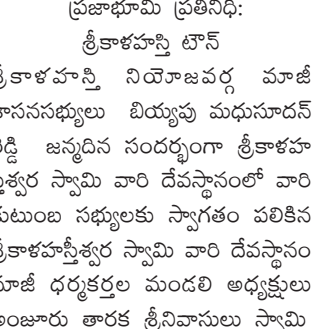 ప్రజాభూమి ప్రతినిధి:
శ్రీకాళహస్తి టౌన్
శ్రీకాళహస్తి నియోజవర్గ మాజీ
శాసనసభ్యులు బియ్యపు మధుసూదన్
రెడ్డి జన్మదిన సందర్భంగా శ్రీకాళహ
స్తీశ్వర స్వామి వారి దేవస్థానంలో వారి
కుటుంబ సభ్యులకు స్వాగతం పలికిన
శ్రీకాళహస్తీశ్వర స్వామి వారి దేవస్థానం
మాజీ ధర్మకర్తల మండలి అధ్యక్షులు
అంజూరు తారక శ్రీనివాసులు స్వామి